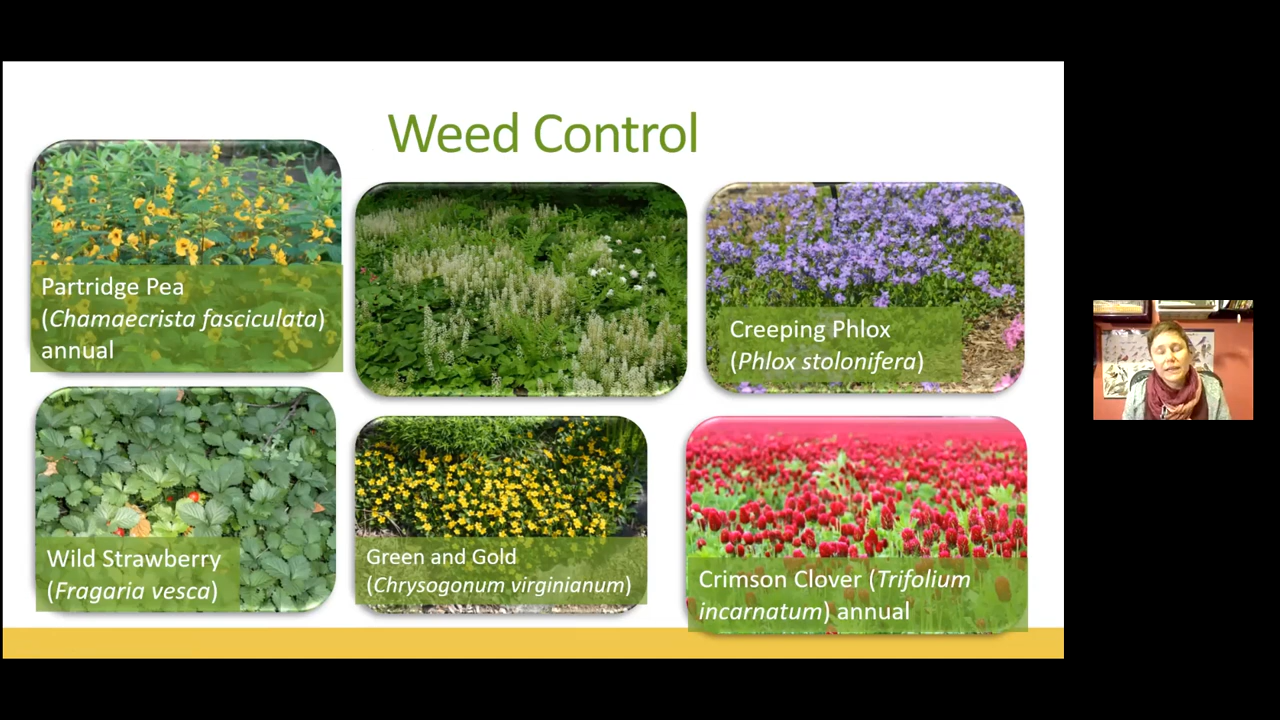 Weed Control
Partridge Pea
(Chamaecrista fasciculata)
annual
Creeping Phlox
(Phlox stolonifera)
Wild Strawberry
(Fragaria vesca)
Green and Gold
(Chrysogonum virginianum)
Crimson Clover (Trifolium
incarnatum) annual